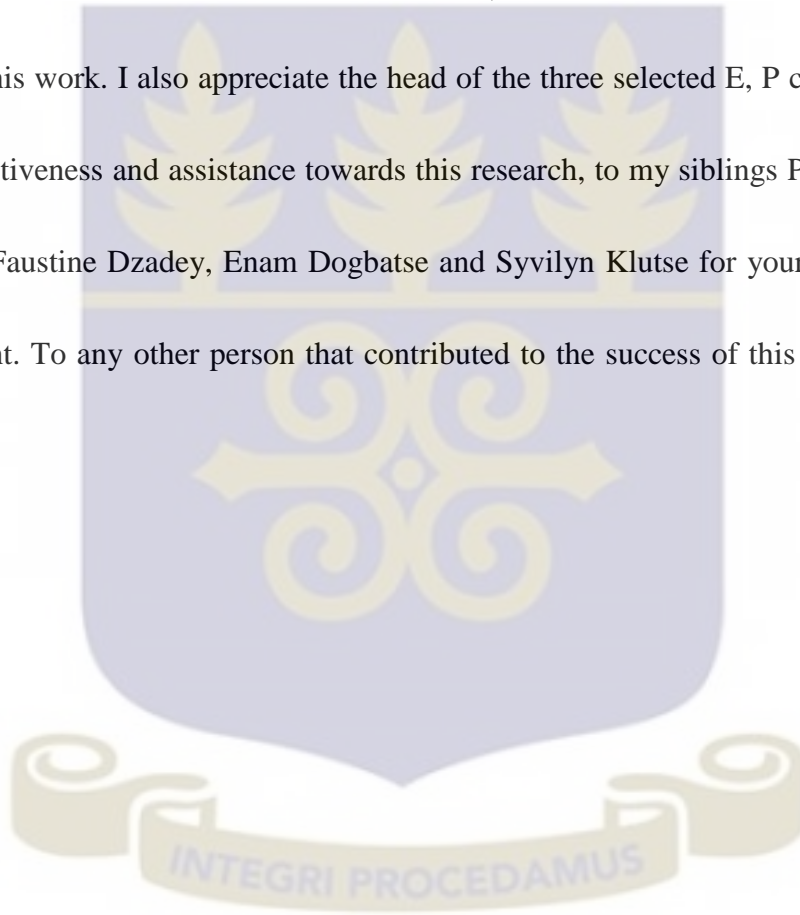 his work. I also appreciate the head of the three selected E, P c
tiveness and assistance towards this research, to my siblings P
Faustine Dzadey, Enam Dogbatse and Syvilyn Klutse for your
t. To any other person that contributed to the success of this
INTEGRI PROCEDAMUS